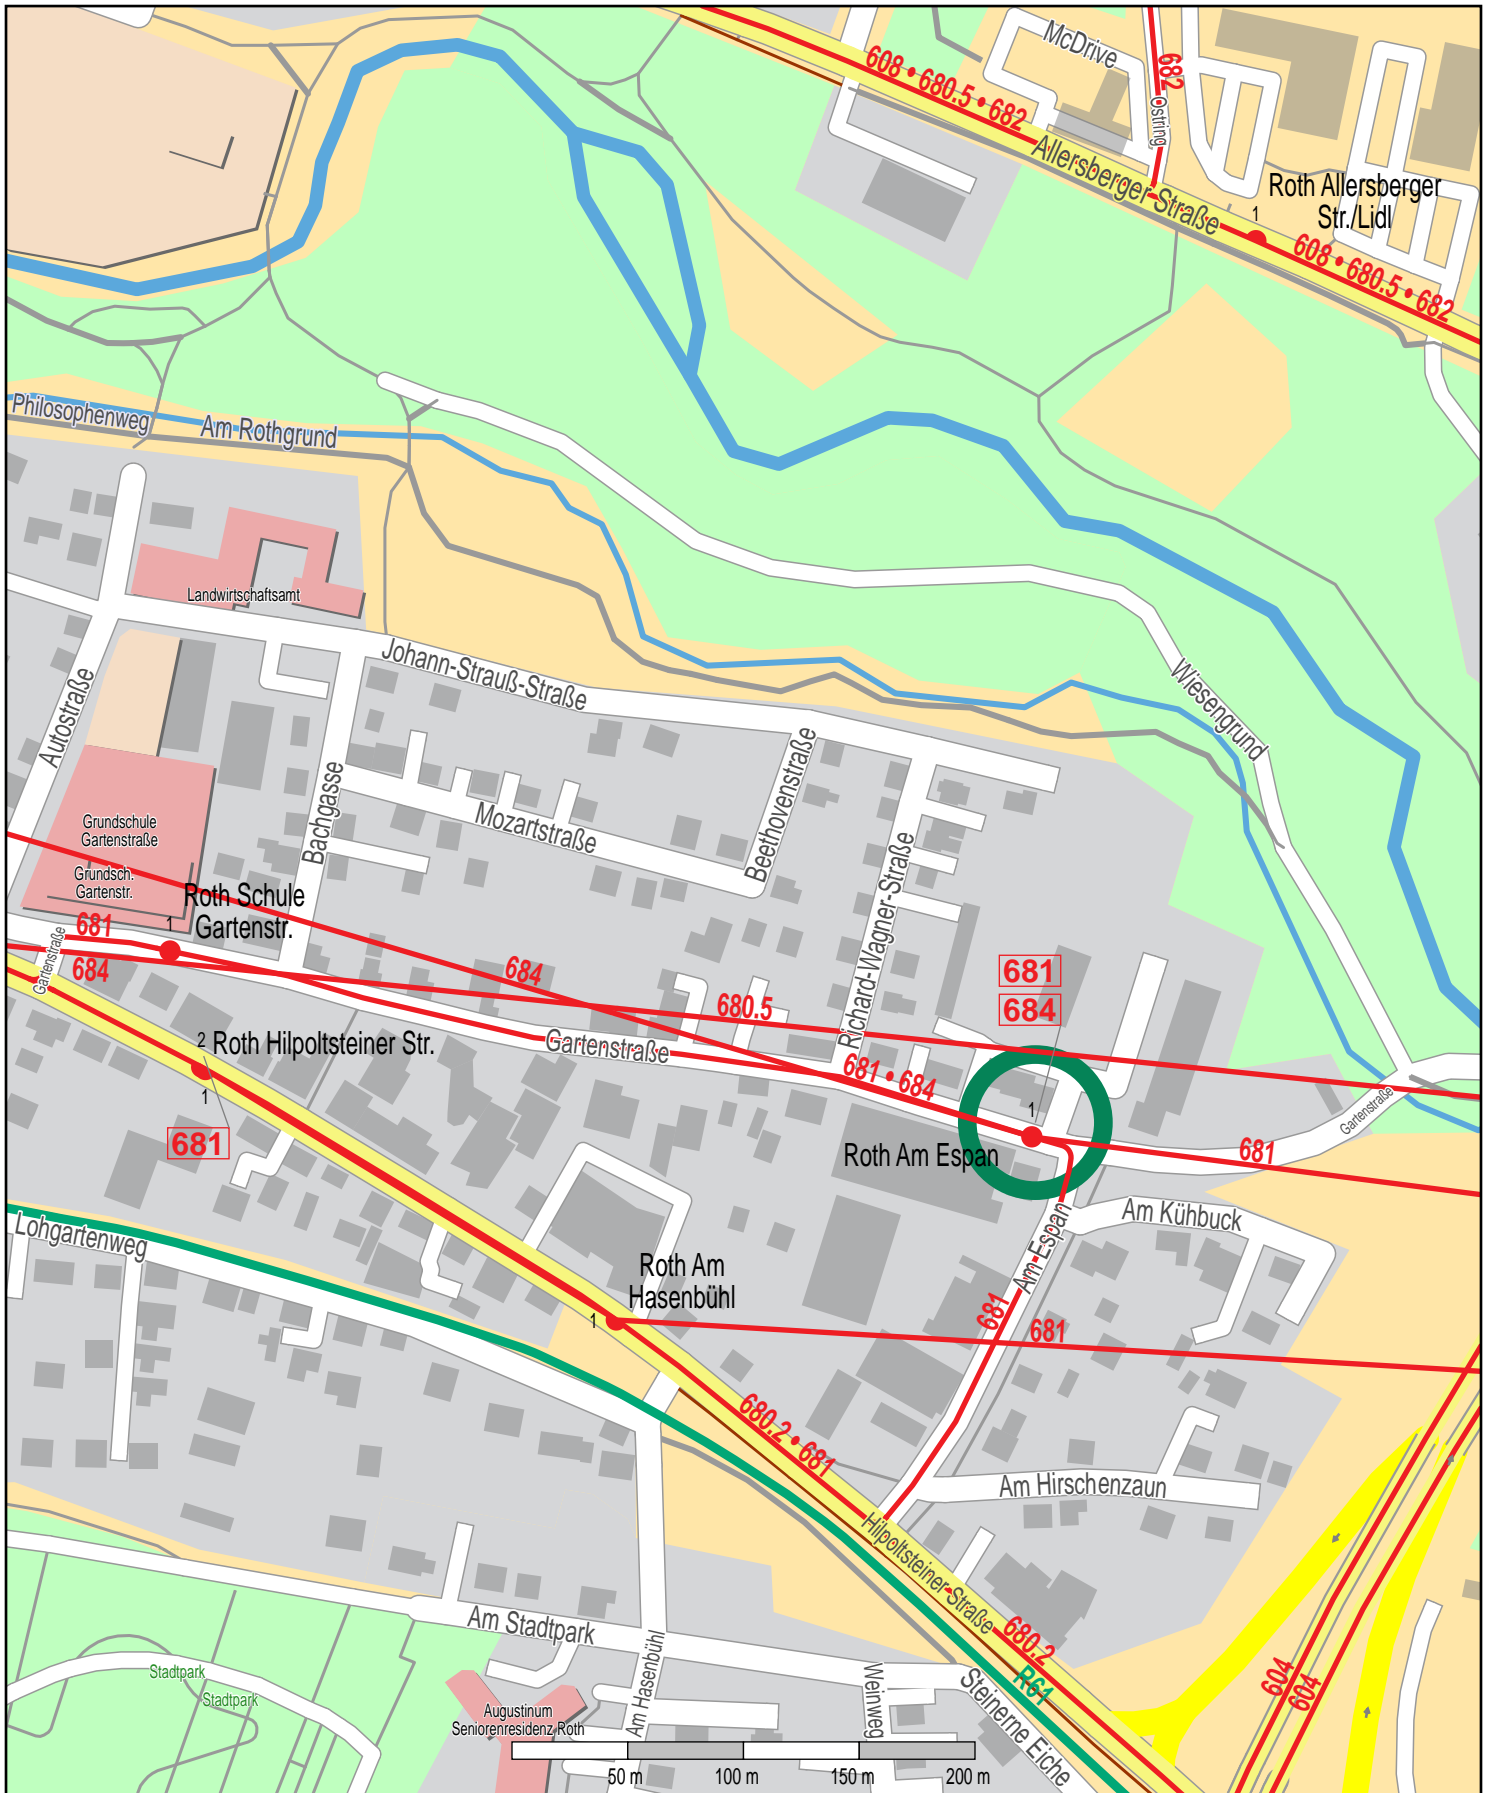 McDrive
682
608 • 680.5 • 682
Ostring
Allersberger Straße
Roth Allersberger
Str./Lidl
1
608 • 680.5 • 682
Philosophenweg
Am Rothgrund
Landwirtschaftsamt
Johann-Strauß-Straße
Wiesengrund
Autostraße
Bachgasse
Mozartstraße
Beethovenstraße
Richard-Wagner-Straße
Grundschule
Gartenstraße
Grundsch.
Gartenstr.
Roth Schule
Gartenstr.
1
681
684
Gartenstraße
684
680.5
681
684
2
Roth Hilpoltsteiner Str.
1
681
Gartenstraße
681 • 684
1
Roth Am Espan
Gartenstraße
681
Am Kühbuck
Lohgartenweg
Am-Espan
Roth Am
Hasenbühl
1
681
681
680.2 • 681
Am Hirschenzaun
Hilpoltsteiner-Straße
680.2
R61
604
604
Am Stadtpark
Am Hasenbühl
Stadtpark
Stadtpark
Augustinum
Seniorenresidenz Roth
Weinweg
Steinerne Eiche
50 m
100 m
150 m
200 m